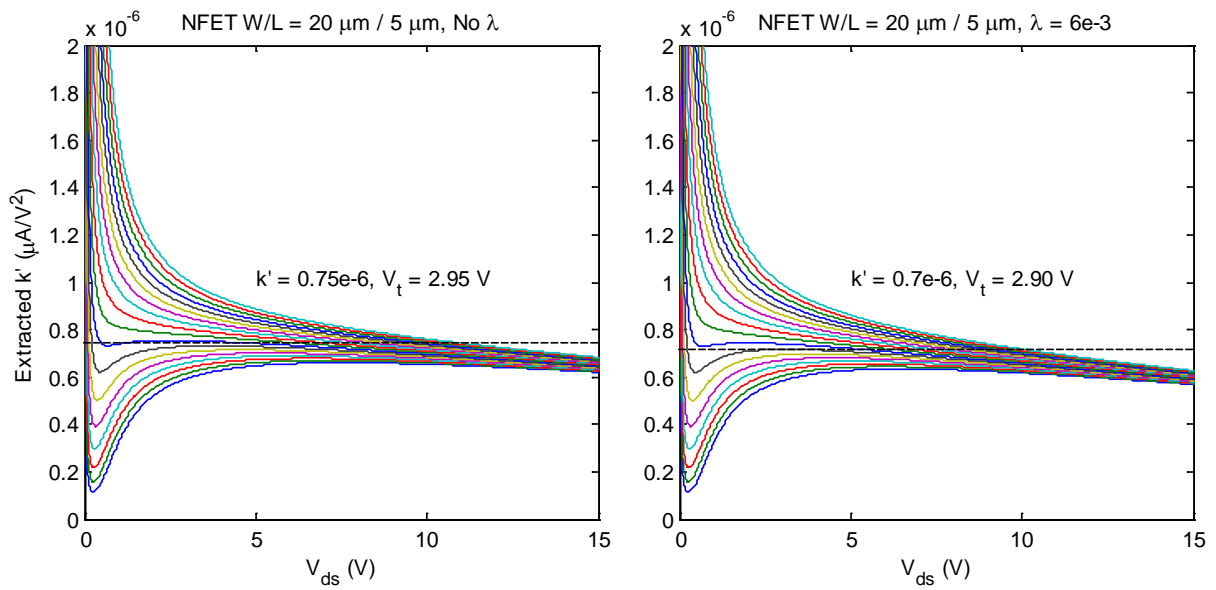 NFET W/L = 20 μm / 5 μm, No λ
x 10⁻⁶
2
1.8
1.6
1.4
1.2
1
0.8
0.6
0.4
0.2
0
Extracted k' (μA/V²)
k' = 0.75e-6, Vₜ = 2.95 V
0 5 10 15
V_ds (V)
NFET W/L = 20 μm / 5 μm, λ = 6e-3
x 10⁻⁶
2
1.8
1.6
1.4
1.2
1
0.8
0.6
0.4
0.2
0
k' = 0.7e-6, Vₜ = 2.90 V
0 5 10 15
V_ds (V)